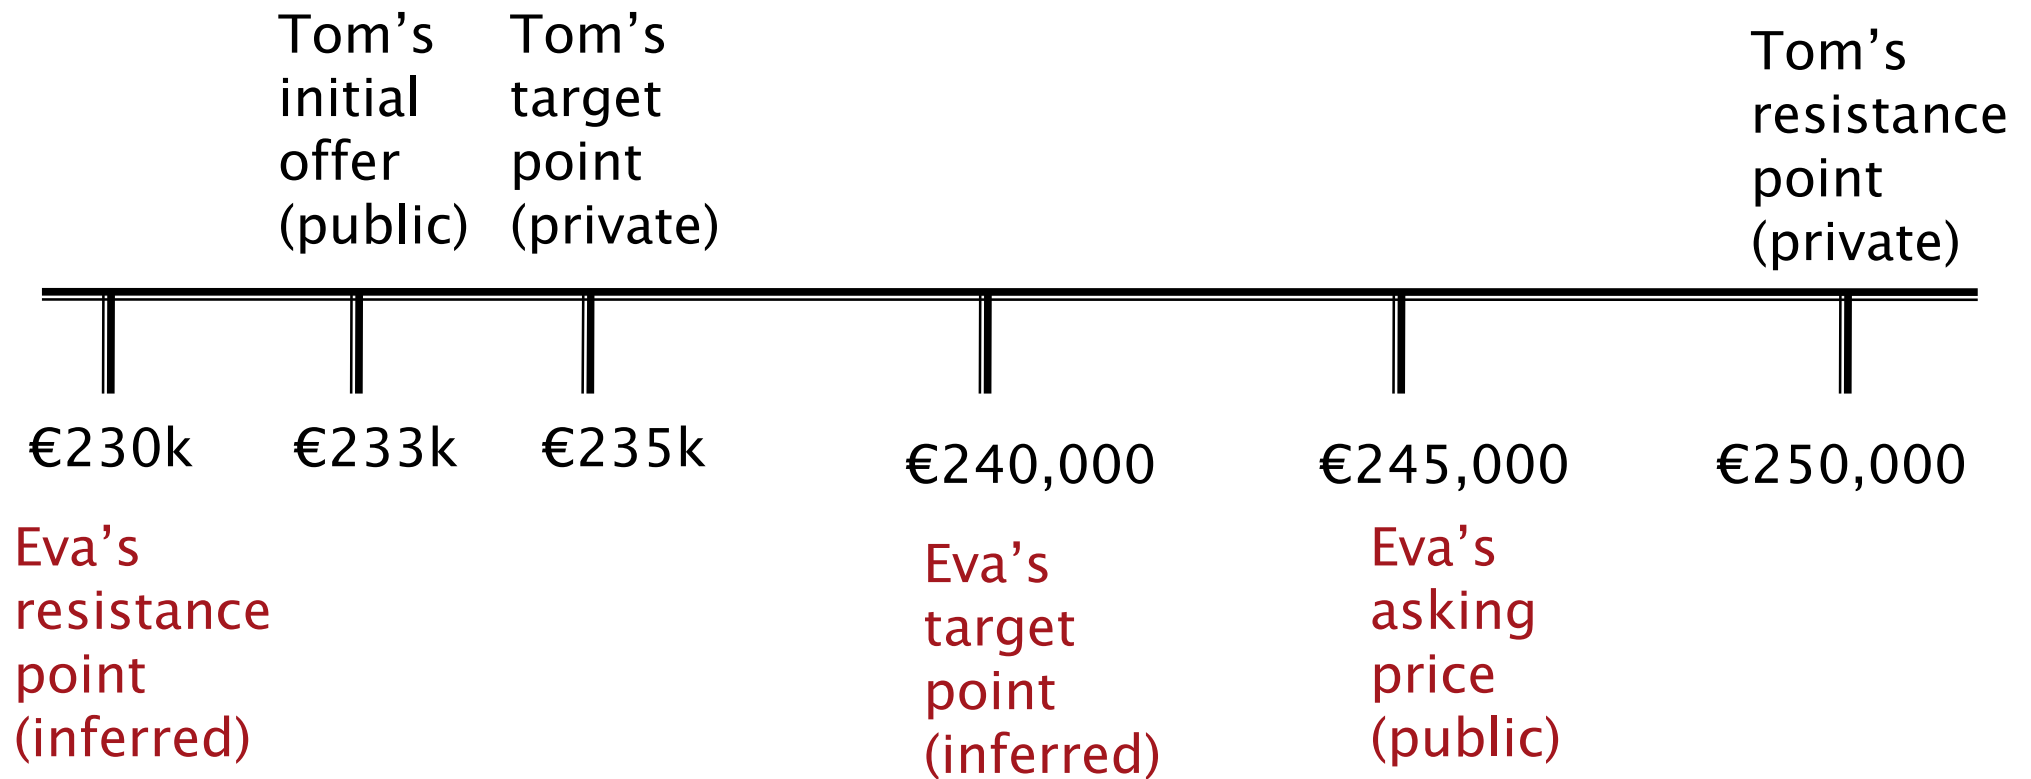 Tom’s
initial
offer
(public)
Tom’s
target
point
(private)
Tom’s
resistance
point
(private)
€230k
€233k
€235k
€240,000
€245,000
€250,000
Eva’s
resistance
point
(inferred)
Eva’s
target
point
(inferred)
Eva’s
asking
price
(public)